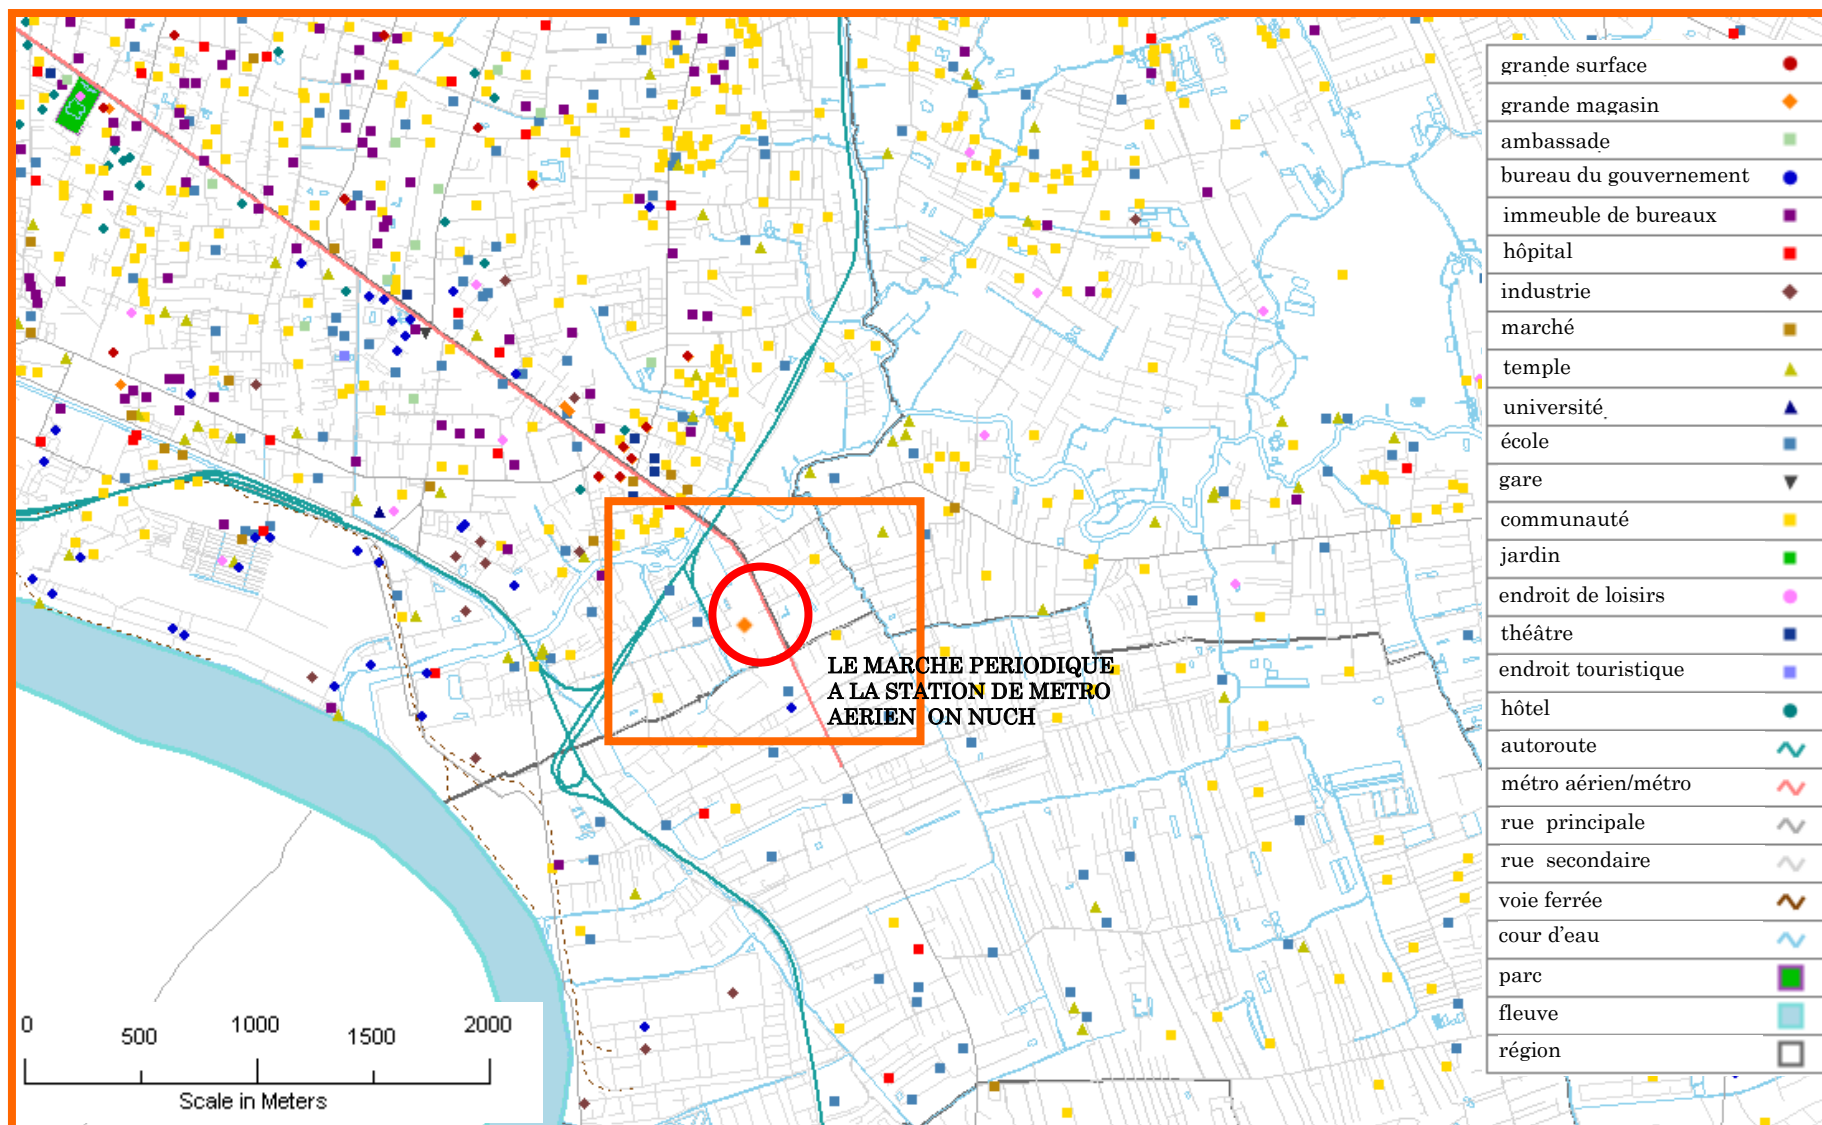 grande surface
grande magasin
ambassade
bureau du gouvernement
immeuble de bureaux
hôpital
industrie
marché
temple
université
école
gare
communauté
jardin
endroit de loisirs
théâtre
endroit touristique
hôtel
autoroute
métro aérien/métro
rue principale
rue secondaire
voie ferrée
cour d'eau
parc
fleuve
région
LE MARCHE PERIODIQUE
A LA STATION DE METRO
AERIEN ON NUCH
0 500 1000 1500 2000
Scale in Meters